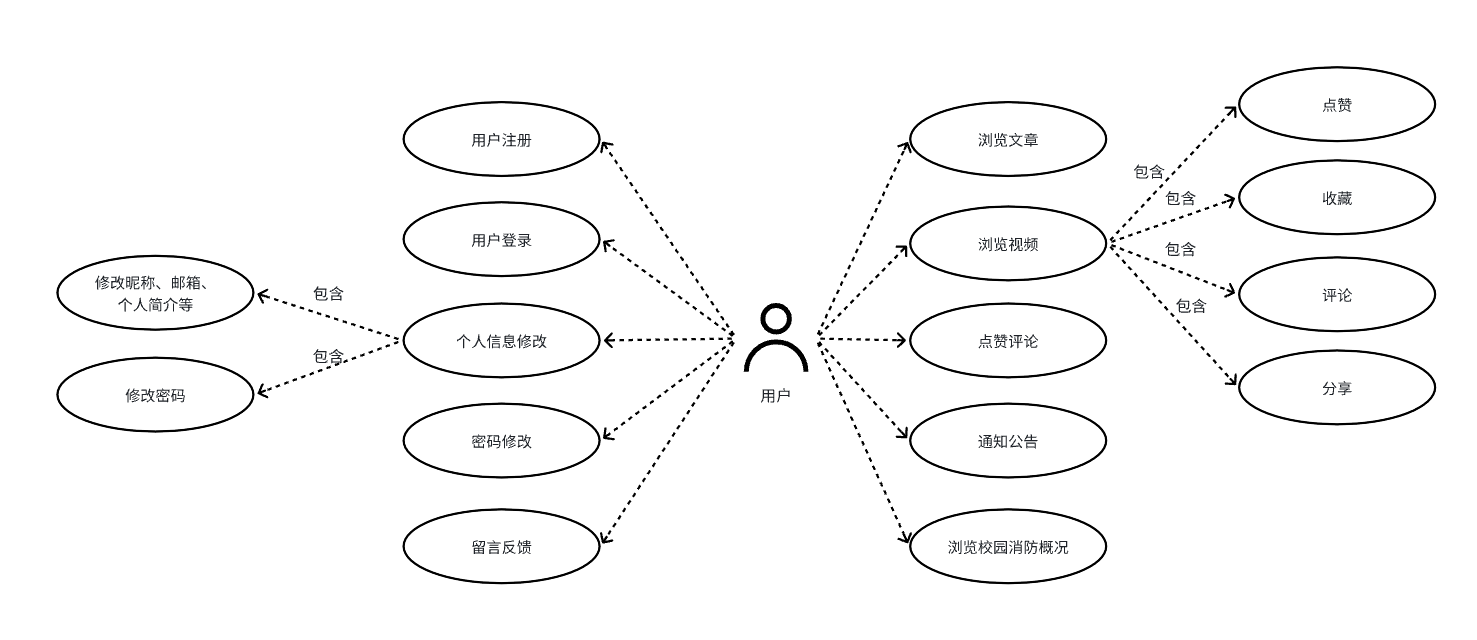 点赞
用户注册
浏览文章
包含
包含
收藏
用户登录
浏览视频
包含
修改昵称、邮箱、
个人简介等
包含
包含
评论
个人信息修改
点赞评论
包含
修改密码
用户
分享
密码修改
通知公告
留言反馈
浏览校园消防概况